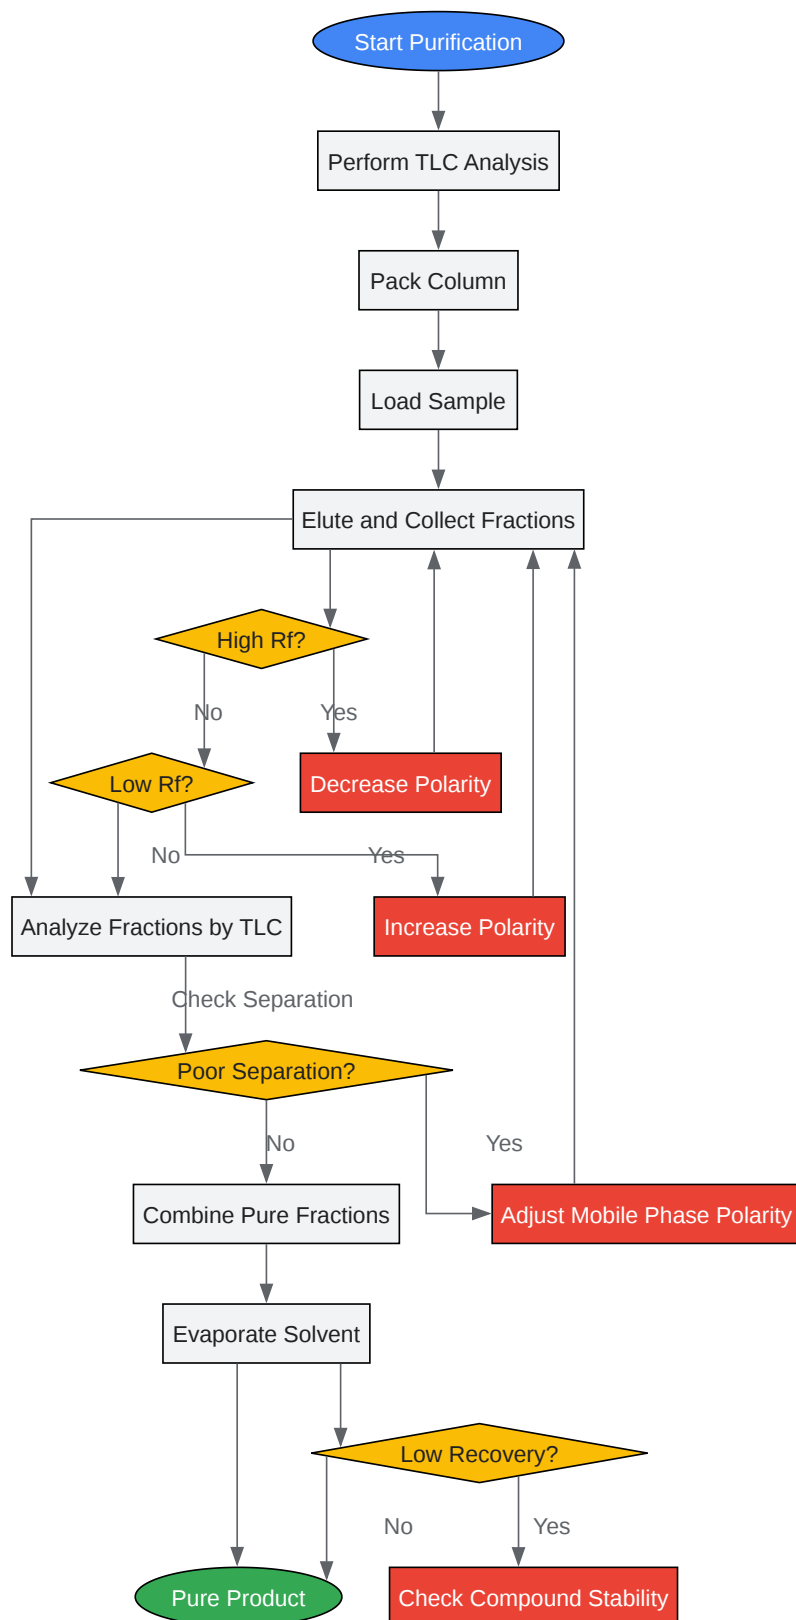 Start Purification
Perform TLC Analysis
Pack Column
Load Sample
Elute and Collect Fractions
High Rf?
No
Yes
Low Rf?
Decrease Polarity
No
Yes
Analyze Fractions by TLC
Increase Polarity
Check Separation
Poor Separation?
No
Yes
Combine Pure Fractions
Adjust Mobile Phase Polarity
Evaporate Solvent
Low Recovery?
No
Yes
Pure Product
Check Compound Stability